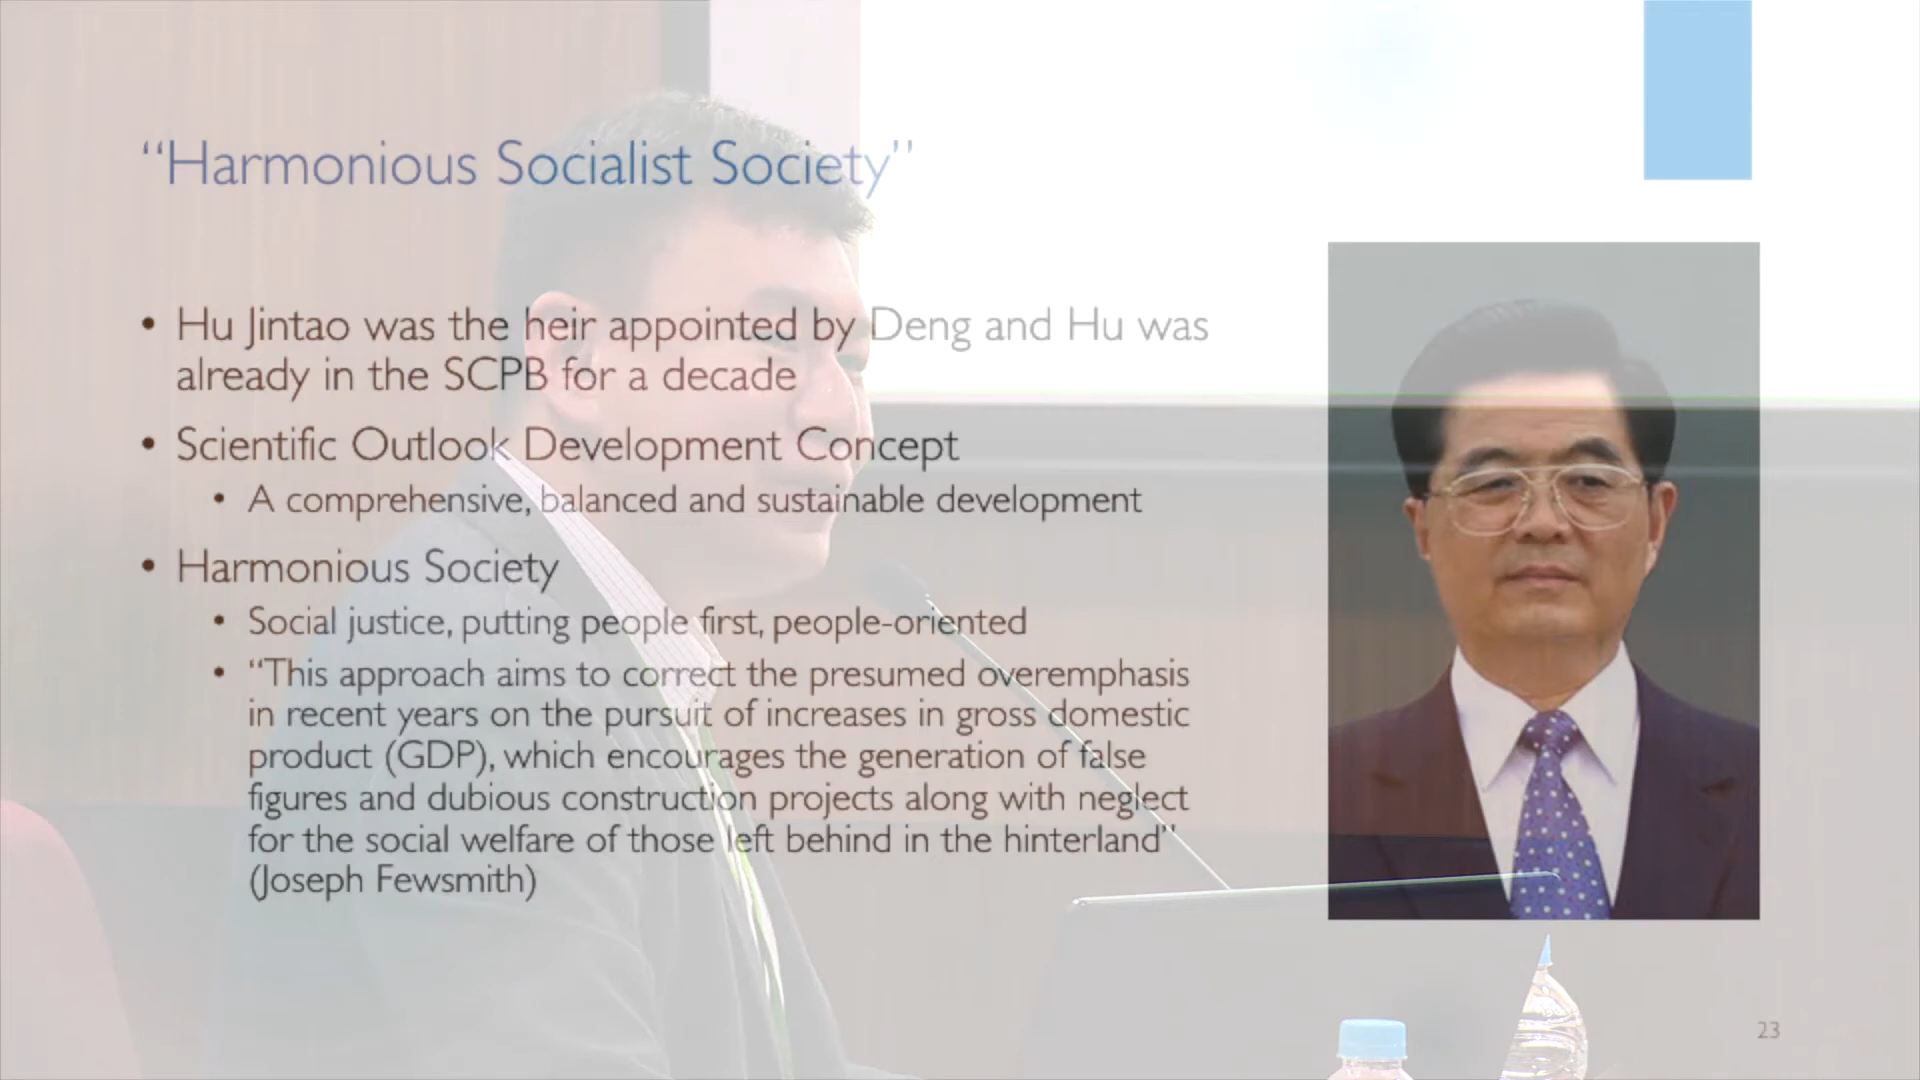 “Harmonious Socialist Society”
• Hu Jintao was the heir appointed by Deng and Hu was
already in the SCPB for a decade
• Scientific Outlook Development Concept
• A comprehensive, balanced and sustainable development
• Harmonious Society
• Social justice, putting people first, people-oriented
• “This approach aims to correct the presumed overemphasis
in recent years on the pursuit of increases in gross domestic
product (GDP), which encourages the generation of false
figures and dubious construction projects along with neglect
for the social welfare of those left behind in the hinterland”
(Joseph Fewsmith)
23